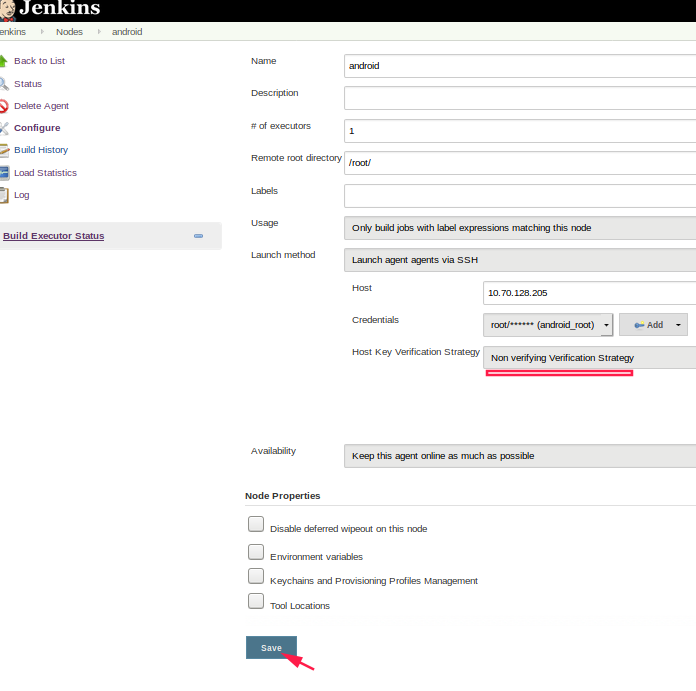 Jenkins
enkins Nodes android
Back to List
Status
Delete Agent
Configure
Build History
Load Statistics
Log
Build Executor Status
Name android
Description
# of executors 1
Remote root directory /root/
Labels
Usage Only build jobs with label expressions matching this node
Launch method Launch agent agents via SSH
Host 10.70.128.205
Credentials root/****** (android_root) Add
Host Key Verification Strategy Non verifying Verification Strategy
Availability Keep this agent online as much as possible
Node Properties
Disable deferred wipeout on this node
Environment variables
Keychains and Provisioning Profiles Management
Tool Locations
Save